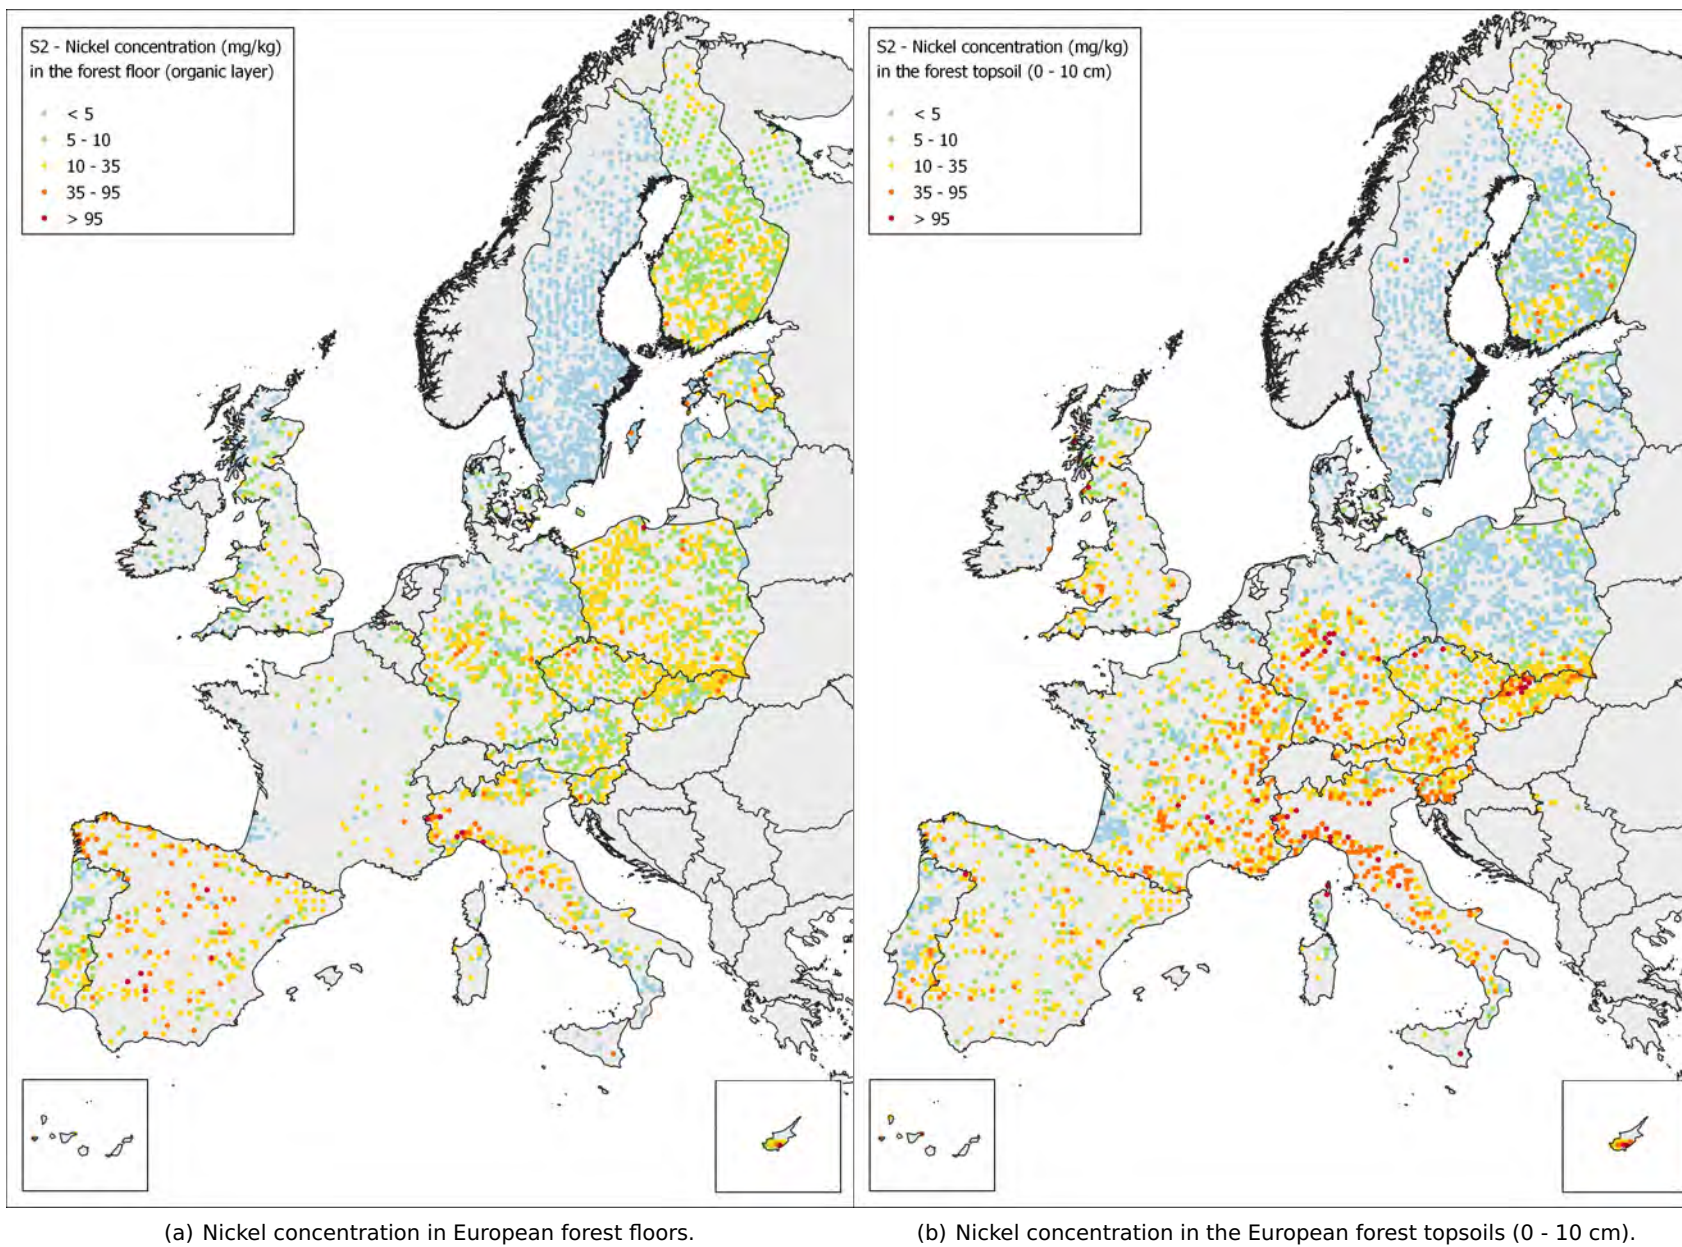 S2 - Nickel concentration (mg/kg)
in the forest floor (organic layer)
< 5
5 - 10
10 - 35
35 - 95
> 95
S2 - Nickel concentration (mg/kg)
in the forest topsoil (0 - 10 cm)
< 5
5 - 10
10 - 35
35 - 95
> 95
(a) Nickel concentration in European forest floors.
(b) Nickel concentration in the European forest topsoils (0 - 10 cm).